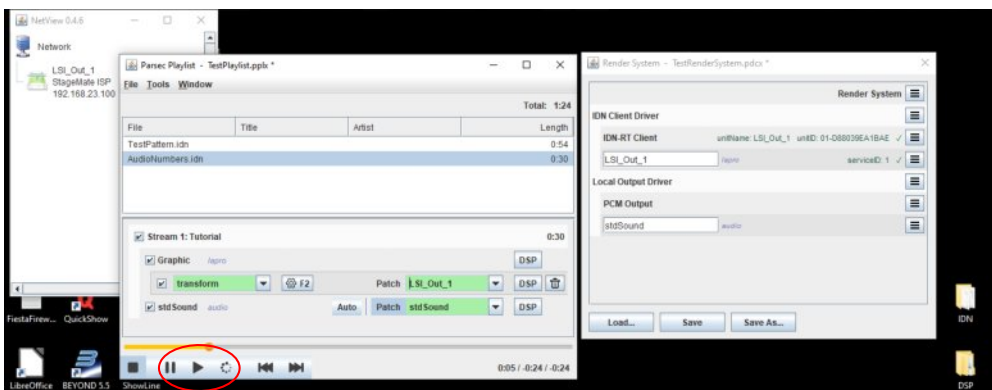 NetView 0.4.6
Network
LSI_Out_1
StageMate ISP
192.168.23.100
Parsec Playlist - TestPlaylist.pplx *
File Tools Window
Total: 1:24
File Title Artist Length
TestPattern.idn 0:54
AudioNumbers.idn 0:30
Stream 1: Tutorial 0:30
Graphic /apro DSP
transform F2 Patch LSI_Out_1 DSP
stdSound audio Auto Patch stdSound DSP
0:05 / -0:24 / -0:24
Render System - TestRenderSystem.pdcx *
Render System
IDN Client Driver
IDN-RT Client unitName: LSI_Out_1 unitID: 01-D88039EA1BAE ✓
LSI_Out_1 /apro serviceID: 1 ✓
Local Output Driver
PCM Output
stdSound audio
Load... Save Save As...
FiestaFirew... QuickShow
LibreOffice BEYOND 5.5 ShowLine
IDN
DSP